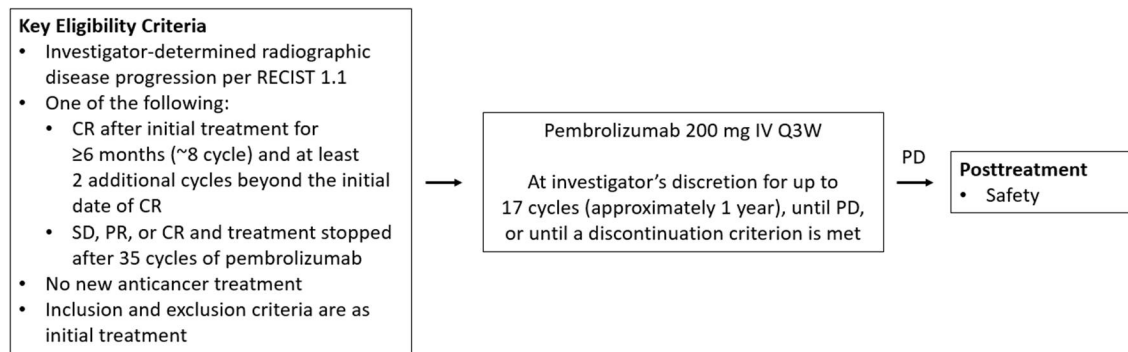 Key Eligibility Criteria
• Investigator-determined radiographic
disease progression per RECIST 1.1
• One of the following:
• CR after initial treatment for
≥6 months (~8 cycle) and at least
2 additional cycles beyond the initial
date of CR
• SD, PR, or CR and treatment stopped
after 35 cycles of pembrolizumab
• No new anticancer treatment
• Inclusion and exclusion criteria are as
initial treatment
Pembrolizumab 200 mg IV Q3W
At investigator’s discretion for up to
17 cycles (approximately 1 year), until PD,
or until a discontinuation criterion is met
PD
Posttreatment
• Safety